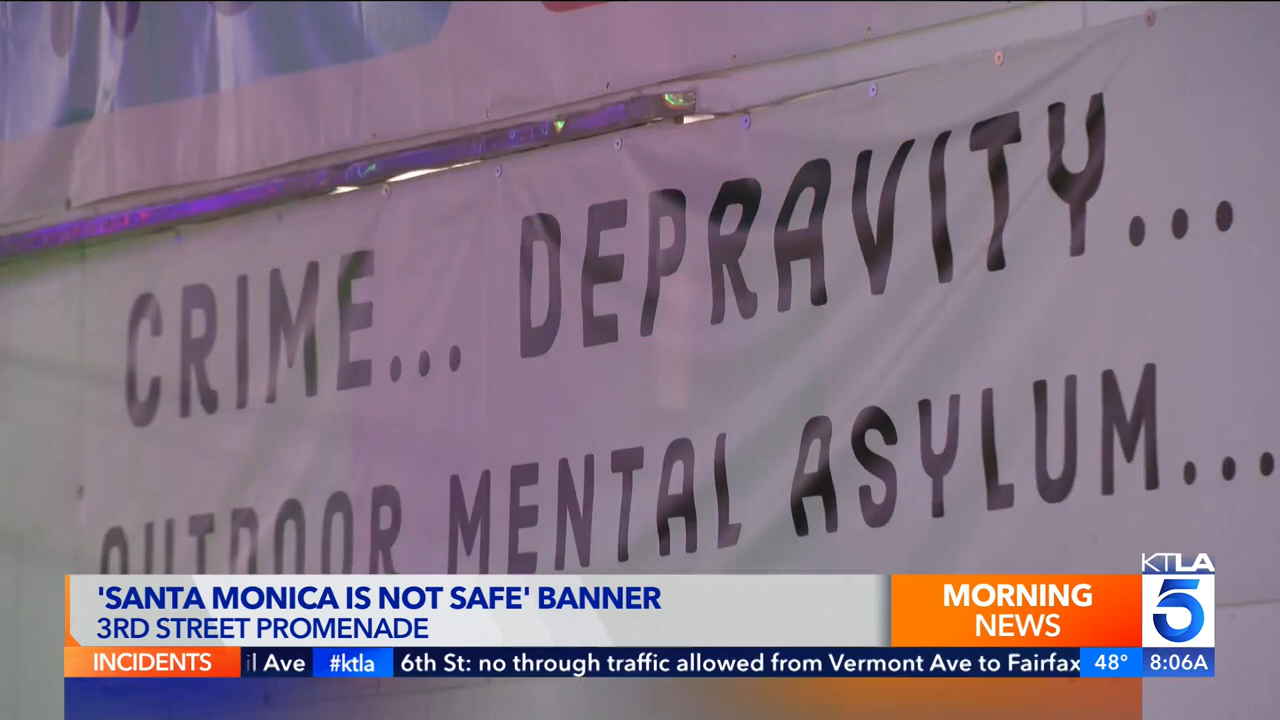 CRIME... DEPRAVITY...
OUTDOOR MENTAL ASYLUM...
'SANTA MONICA IS NOT SAFE' BANNER
3RD STREET PROMENADE
MORNING
NEWS
KTLA
5
INCIDENTS
Ave #ktla 6th St: no through traffic allowed from Vermont Ave to Fairfax
48° 8:06A